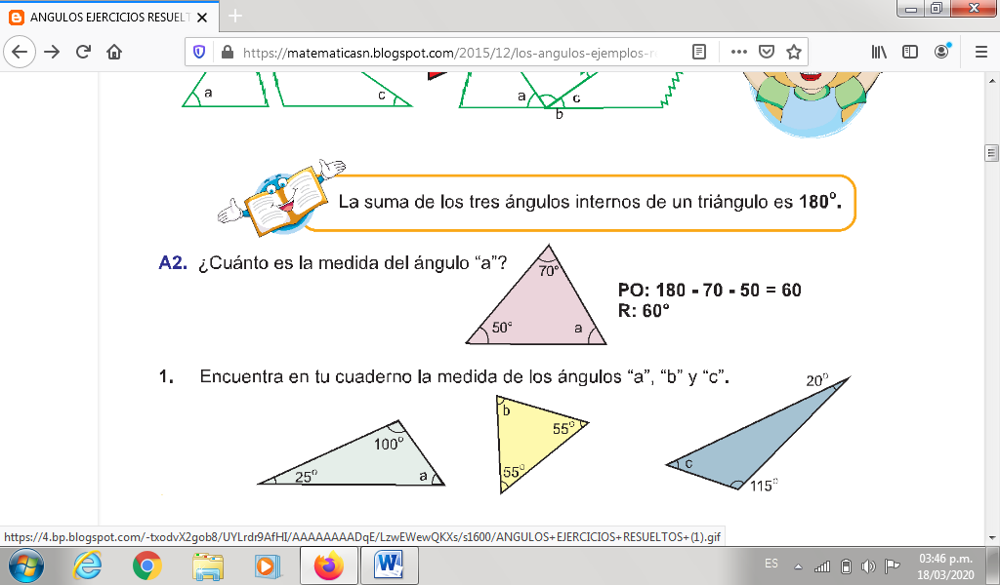 ANGULOS EJERCICIOS RESUELT
https://matematicasn.blogspot.com/2015/12/los-angulos-ejemplos-r
a
c
a
c
b
La suma de los tres ángulos internos de un triángulo es 180°.
A2. ¿Cuánto es la medida del ángulo “a”?
70°
50°
a
PO: 180 - 70 - 50 = 60
R: 60°
1. Encuentra en tu cuaderno la medida de los ángulos “a”, “b” y “c”.
100°
25°
a
b
55°
55°
20°
c
115°
https://4.bp.blogspot.com/-txodvX2gob8/UYLrdr9AfHI/AAAAAAAADqE/LzwEWewQKXs/s1600/ANGULOS+EJERCICIOS+RESUELTOS+(1).gif
W
ES
03:46 p.m.
18/03/2020